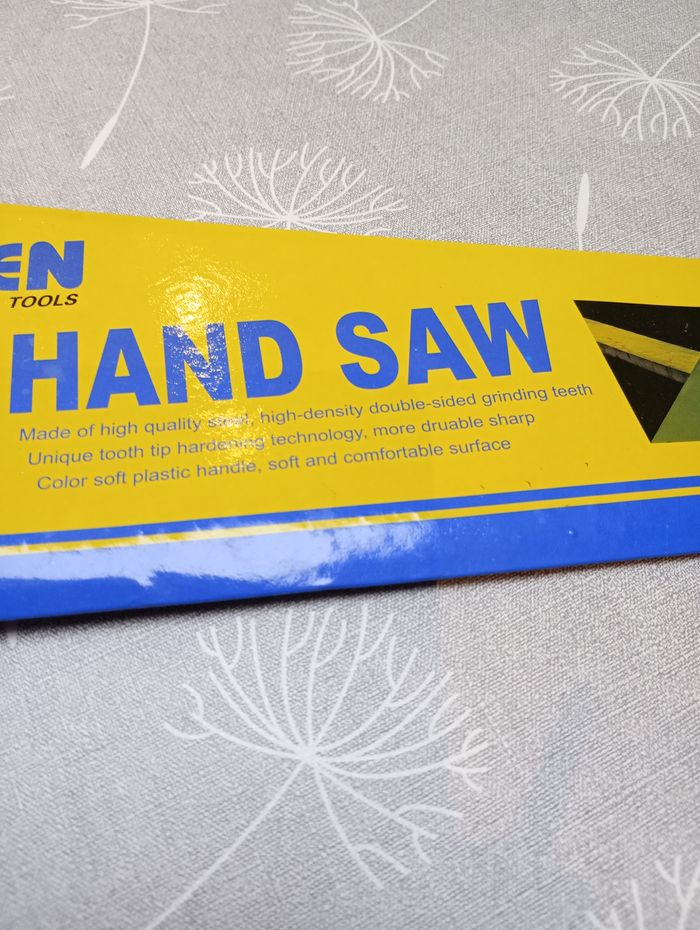 EN
TOOLS
HAND SAW
Made of high quality steel, high-density double-sided grinding teeth
Unique tooth tip hardening technology, more druable sharp
Color soft plastic handle, soft and comfortable surface